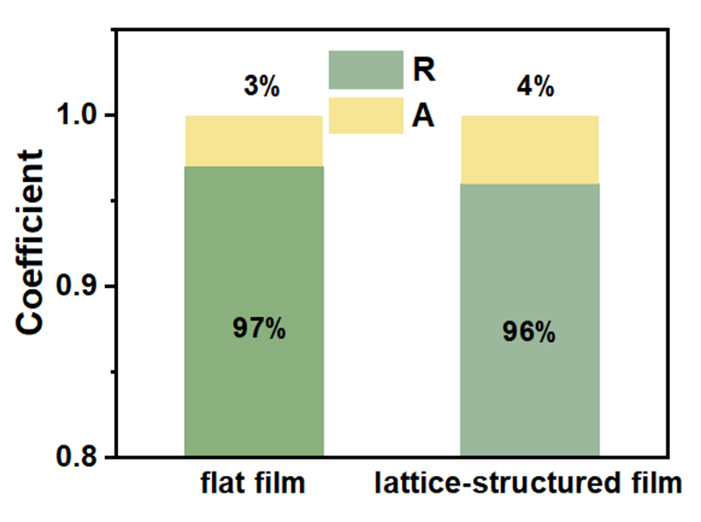 R
A
3%
4%
1.0
0.9
0.8
Coefficient
97%
96%
flat film
lattice-structured film